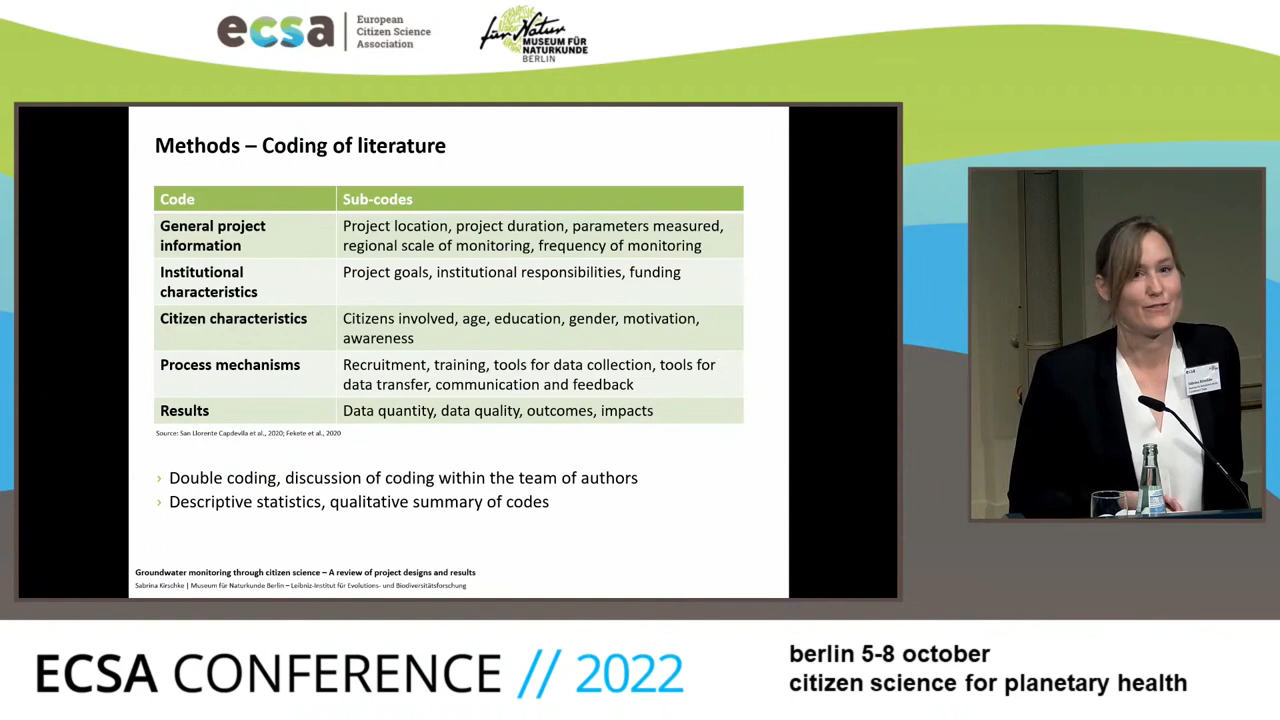 ecsa
European
Citizen Science
Association
für Natur
MUSEUM FÜR
NATURKUNDE
BERLIN
Methods – Coding of literature
Code Sub-codes
General project information Project location, project duration, parameters measured,
regional scale of monitoring, frequency of monitoring
Institutional characteristics Project goals, institutional responsibilities, funding
Citizen characteristics Citizens involved, age, education, gender, motivation,
awareness
Process mechanisms Recruitment, training, tools for data collection, tools for
data transfer, communication and feedback
Results Data quantity, data quality, outcomes, impacts
Source: San Llorente Capdevila et al., 2020; Fekete et al., 2020
› Double coding, discussion of coding within the team of authors
› Descriptive statistics, qualitative summary of codes
Groundwater monitoring through citizen science – A review of project designs and results
Sabrina Kirschke | Museum für Naturkunde Berlin – Leibniz-Institut für Evolutions- und Biodiversitätsforschung
ECSA CONFERENCE // 2022
berlin 5-8 october
citizen science for planetary health